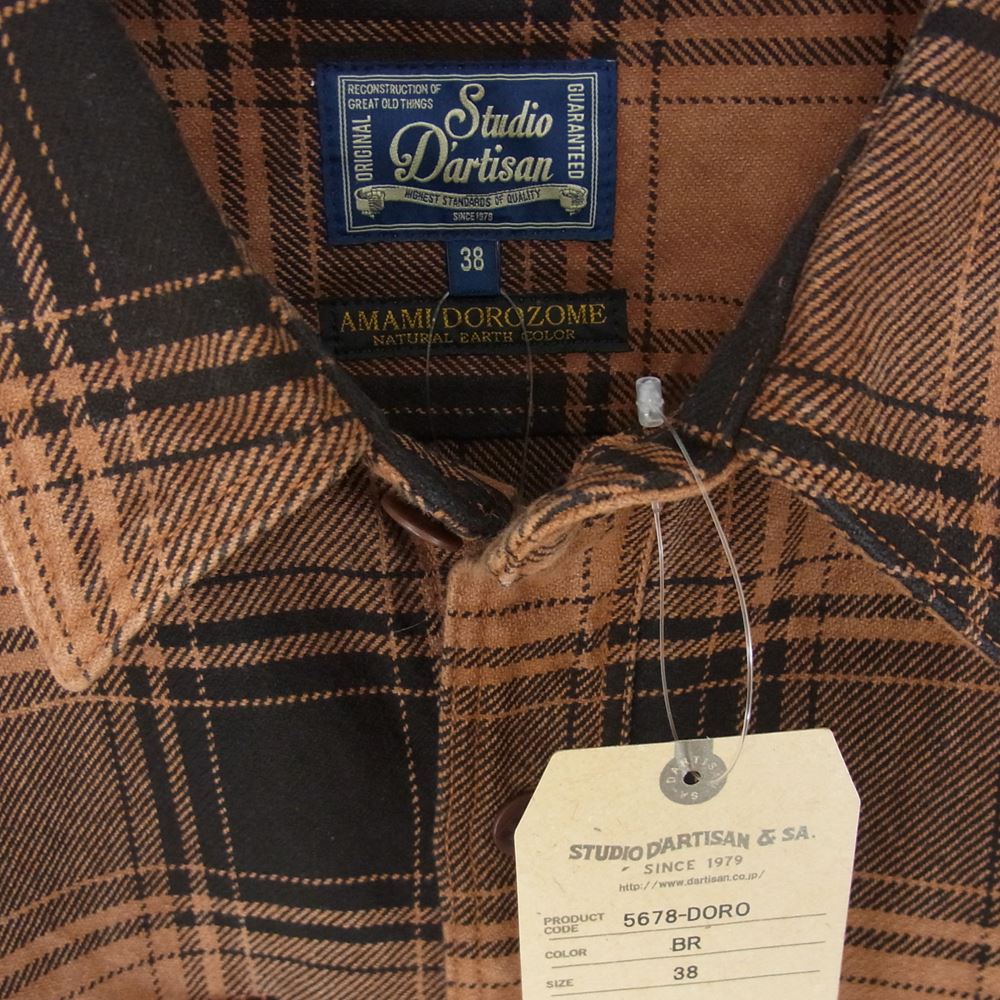 RECONSTRUCTION OF
GREAT OLD THINGS
ORIGINAL
GUARANTEED
Studio
D'artisan
HIGHEST STANDARDS OF QUALITY
SINCE 1979
38
AMAMI DOROZOME
NATURAL EARTH COLOR
D'ARTISAN
SA
STUDIO D'ARTISAN & SA.
SINCE 1979
http://www.dartisan.co.jp/
PRODUCT CODE 5678-DORO
COLOR BR
SIZE 38